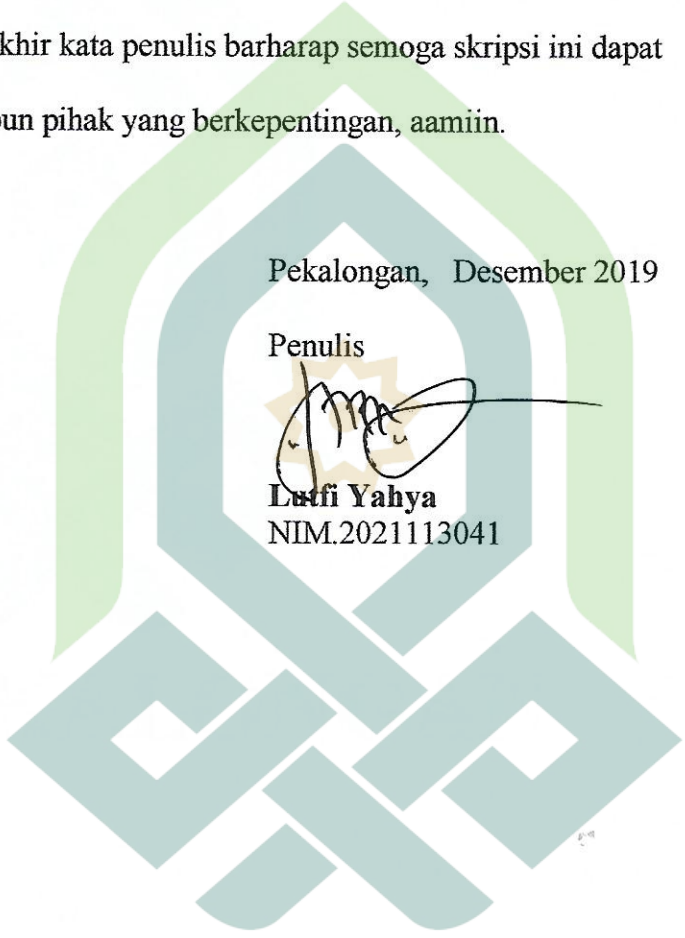 khir kata penulis barharap semoga skripsi ini dapat
un pihak yang berkepentingan, aamiin.
Pekalongan, Desember 2019
Penulis
Lutfi Yahya
NIM.2021113041